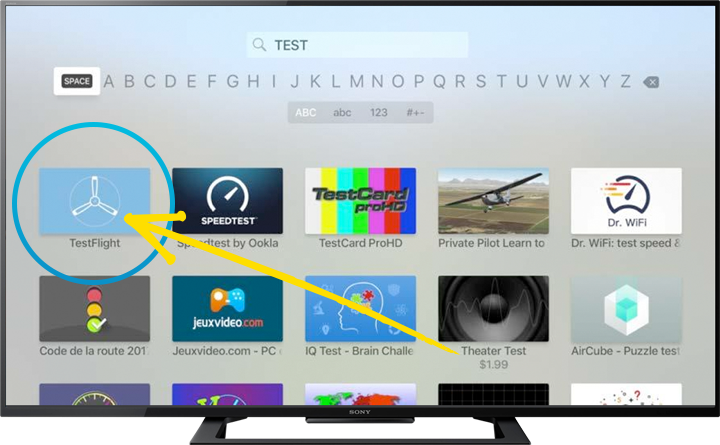 TEST
SPACE A B C D E F G H I J K L M N O P Q R S T U V W X Y Z
ABC abc 123 #+-
SPEEDTEST
TestCard
proHD
Dr. WiFi
TestFlight
Speedtest by Ookla
TestCard ProHD
Private Pilot Learn to
Dr. WiFi: test speed &
jeuxvideo.com
Code de la route 201
Jeuxvideo.com - PC
IQ Test - Brain Challe
Theater Test
AirCube - Puzzle test
$1.99
SONY